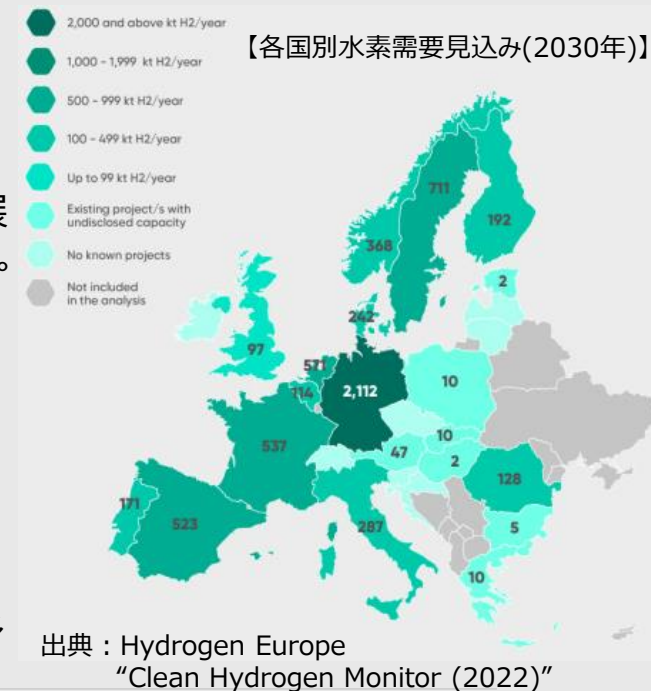 2,000 and above kt H2/year
【各国別水素需要見込み(2030年)】
1,000 - 1,999 kt H2/year
500 - 999 kt H2/year
100 - 499 kt H2/year
Up to 99 kt H2/year
Existing project/s with
undisclosed capacity
No known projects
Not included
in the analysis
展
。
711
192
368
2
242
97
571
2,112
10
114
10
47
2
537
128
171
523
287
5
10
出典：Hydrogen Europe
“Clean Hydrogen Monitor (2022)”